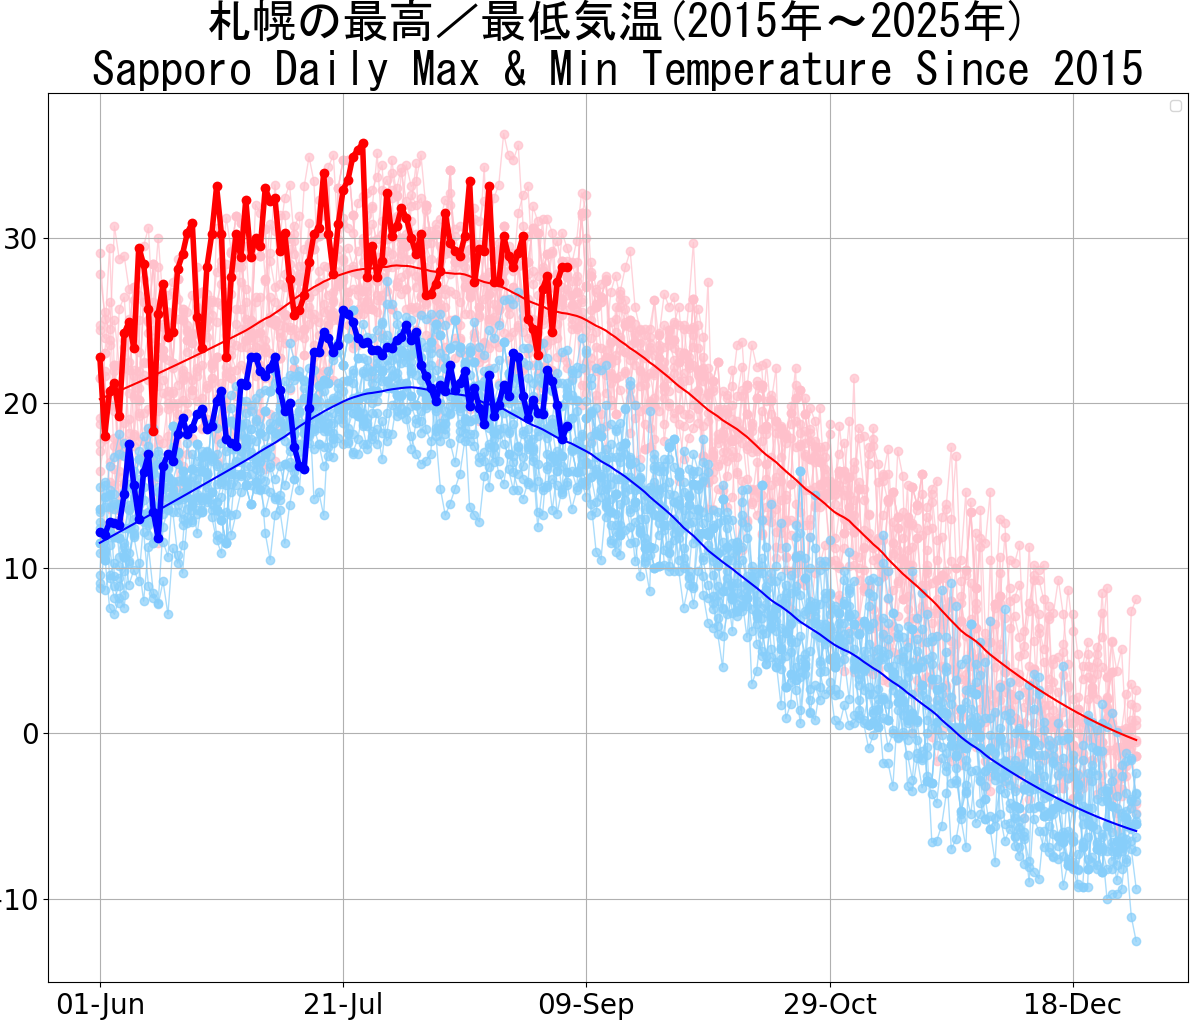 札幌の最高／最低気温(2015年～2025年)
Sapporo Daily Max & Min Temperature Since 2015
30
20
10
0
-10
01-Jun
21-Jul
09-Sep
29-Oct
18-Dec